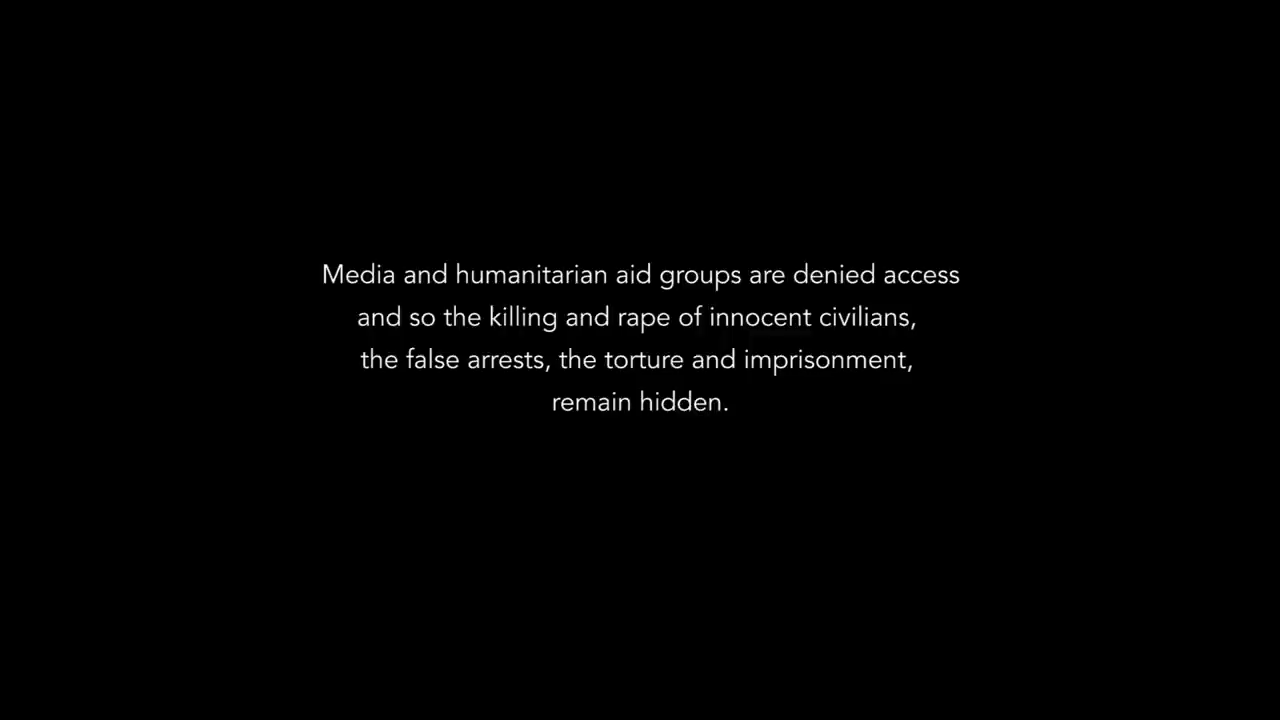 Media and humanitarian aid groups are denied access
and so the killing and rape of innocent civilians,
the false arrests, the torture and imprisonment,
remain hidden.